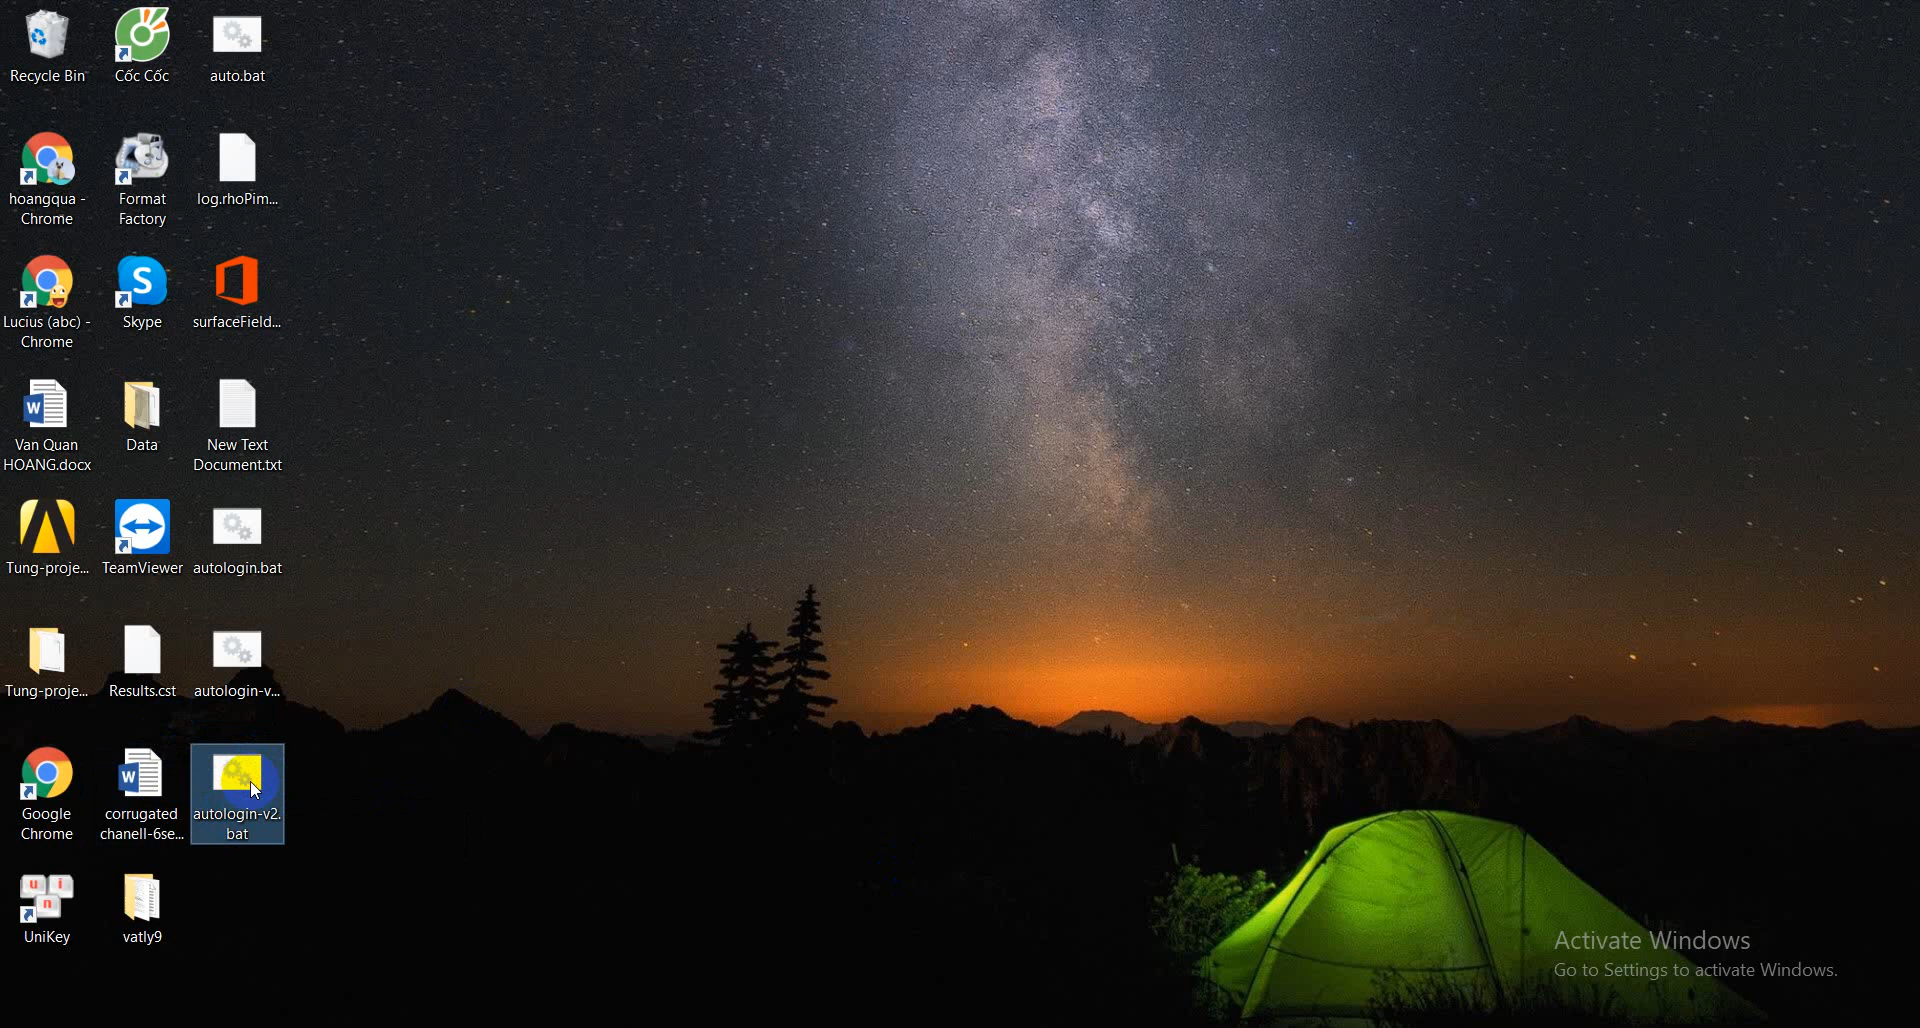 Recycle Bin
Cốc Cốc
auto.bat
hoangqua -
Chrome
Format
Factory
log.rhoPim...
Lucius (abc) -
Chrome
S
Skype
surfaceField...
W
Van Quan
HOANG.docx
Data
New Text
Document.txt
Tung-proje...
TeamViewer
autologin.bat
Tung-proje...
Results.cst
autologin-v...
Google
Chrome
W
corrugated
chanell-6se...
autologin-v2.
bat
u i
n
UniKey
vatly9
Activate Windows
Go to Settings to activate Windows.